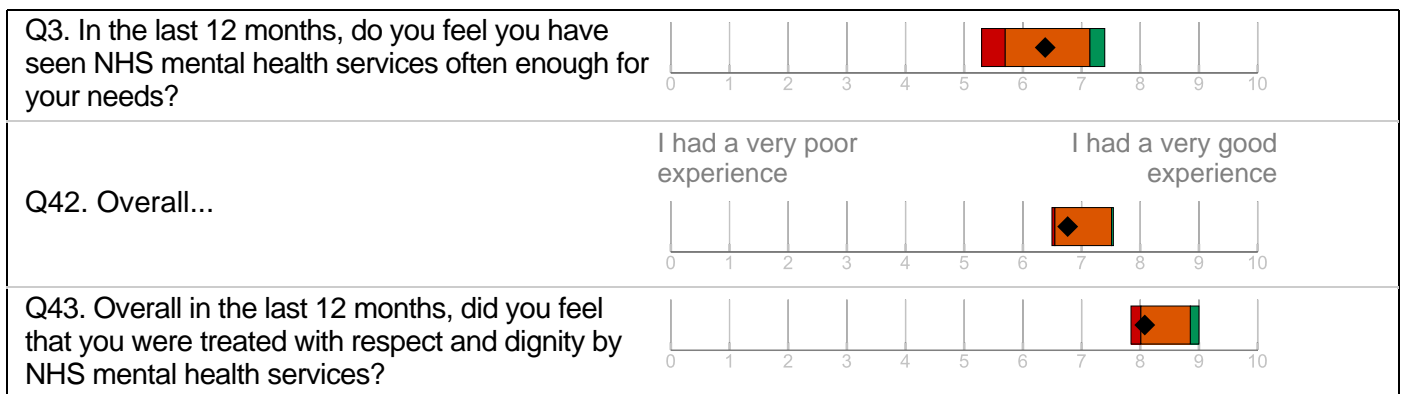 Q3. In the last 12 months, do you feel you have
seen NHS mental health services often enough for
your needs?
0 1 2 3 4 5 6 7 8 9 10
I had a very poor
experience
I had a very good
experience
Q42. Overall...
0 1 2 3 4 5 6 7 8 9 10
Q43. Overall in the last 12 months, did you feel
that you were treated with respect and dignity by
NHS mental health services?
0 1 2 3 4 5 6 7 8 9 10